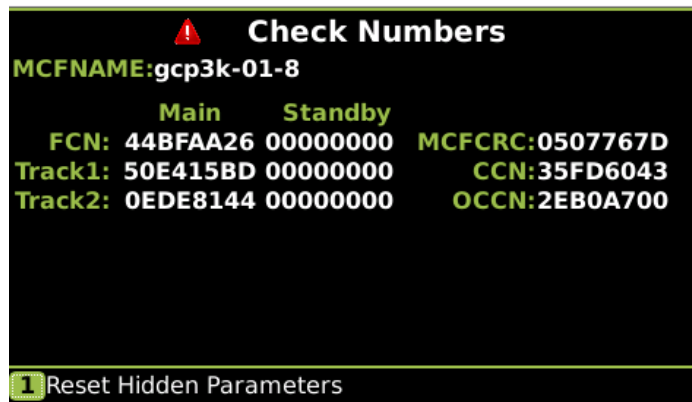 Check Numbers
MCFNAME:gcp3k-01-8
Main Standby
FCN: 44BFAA26 00000000 MCFCRC:0507767D
Track1: 50E415BD 00000000 CCN:35FD6043
Track2: 0EDE8144 00000000 OCCN:2EB0A700
1 Reset Hidden Parameters